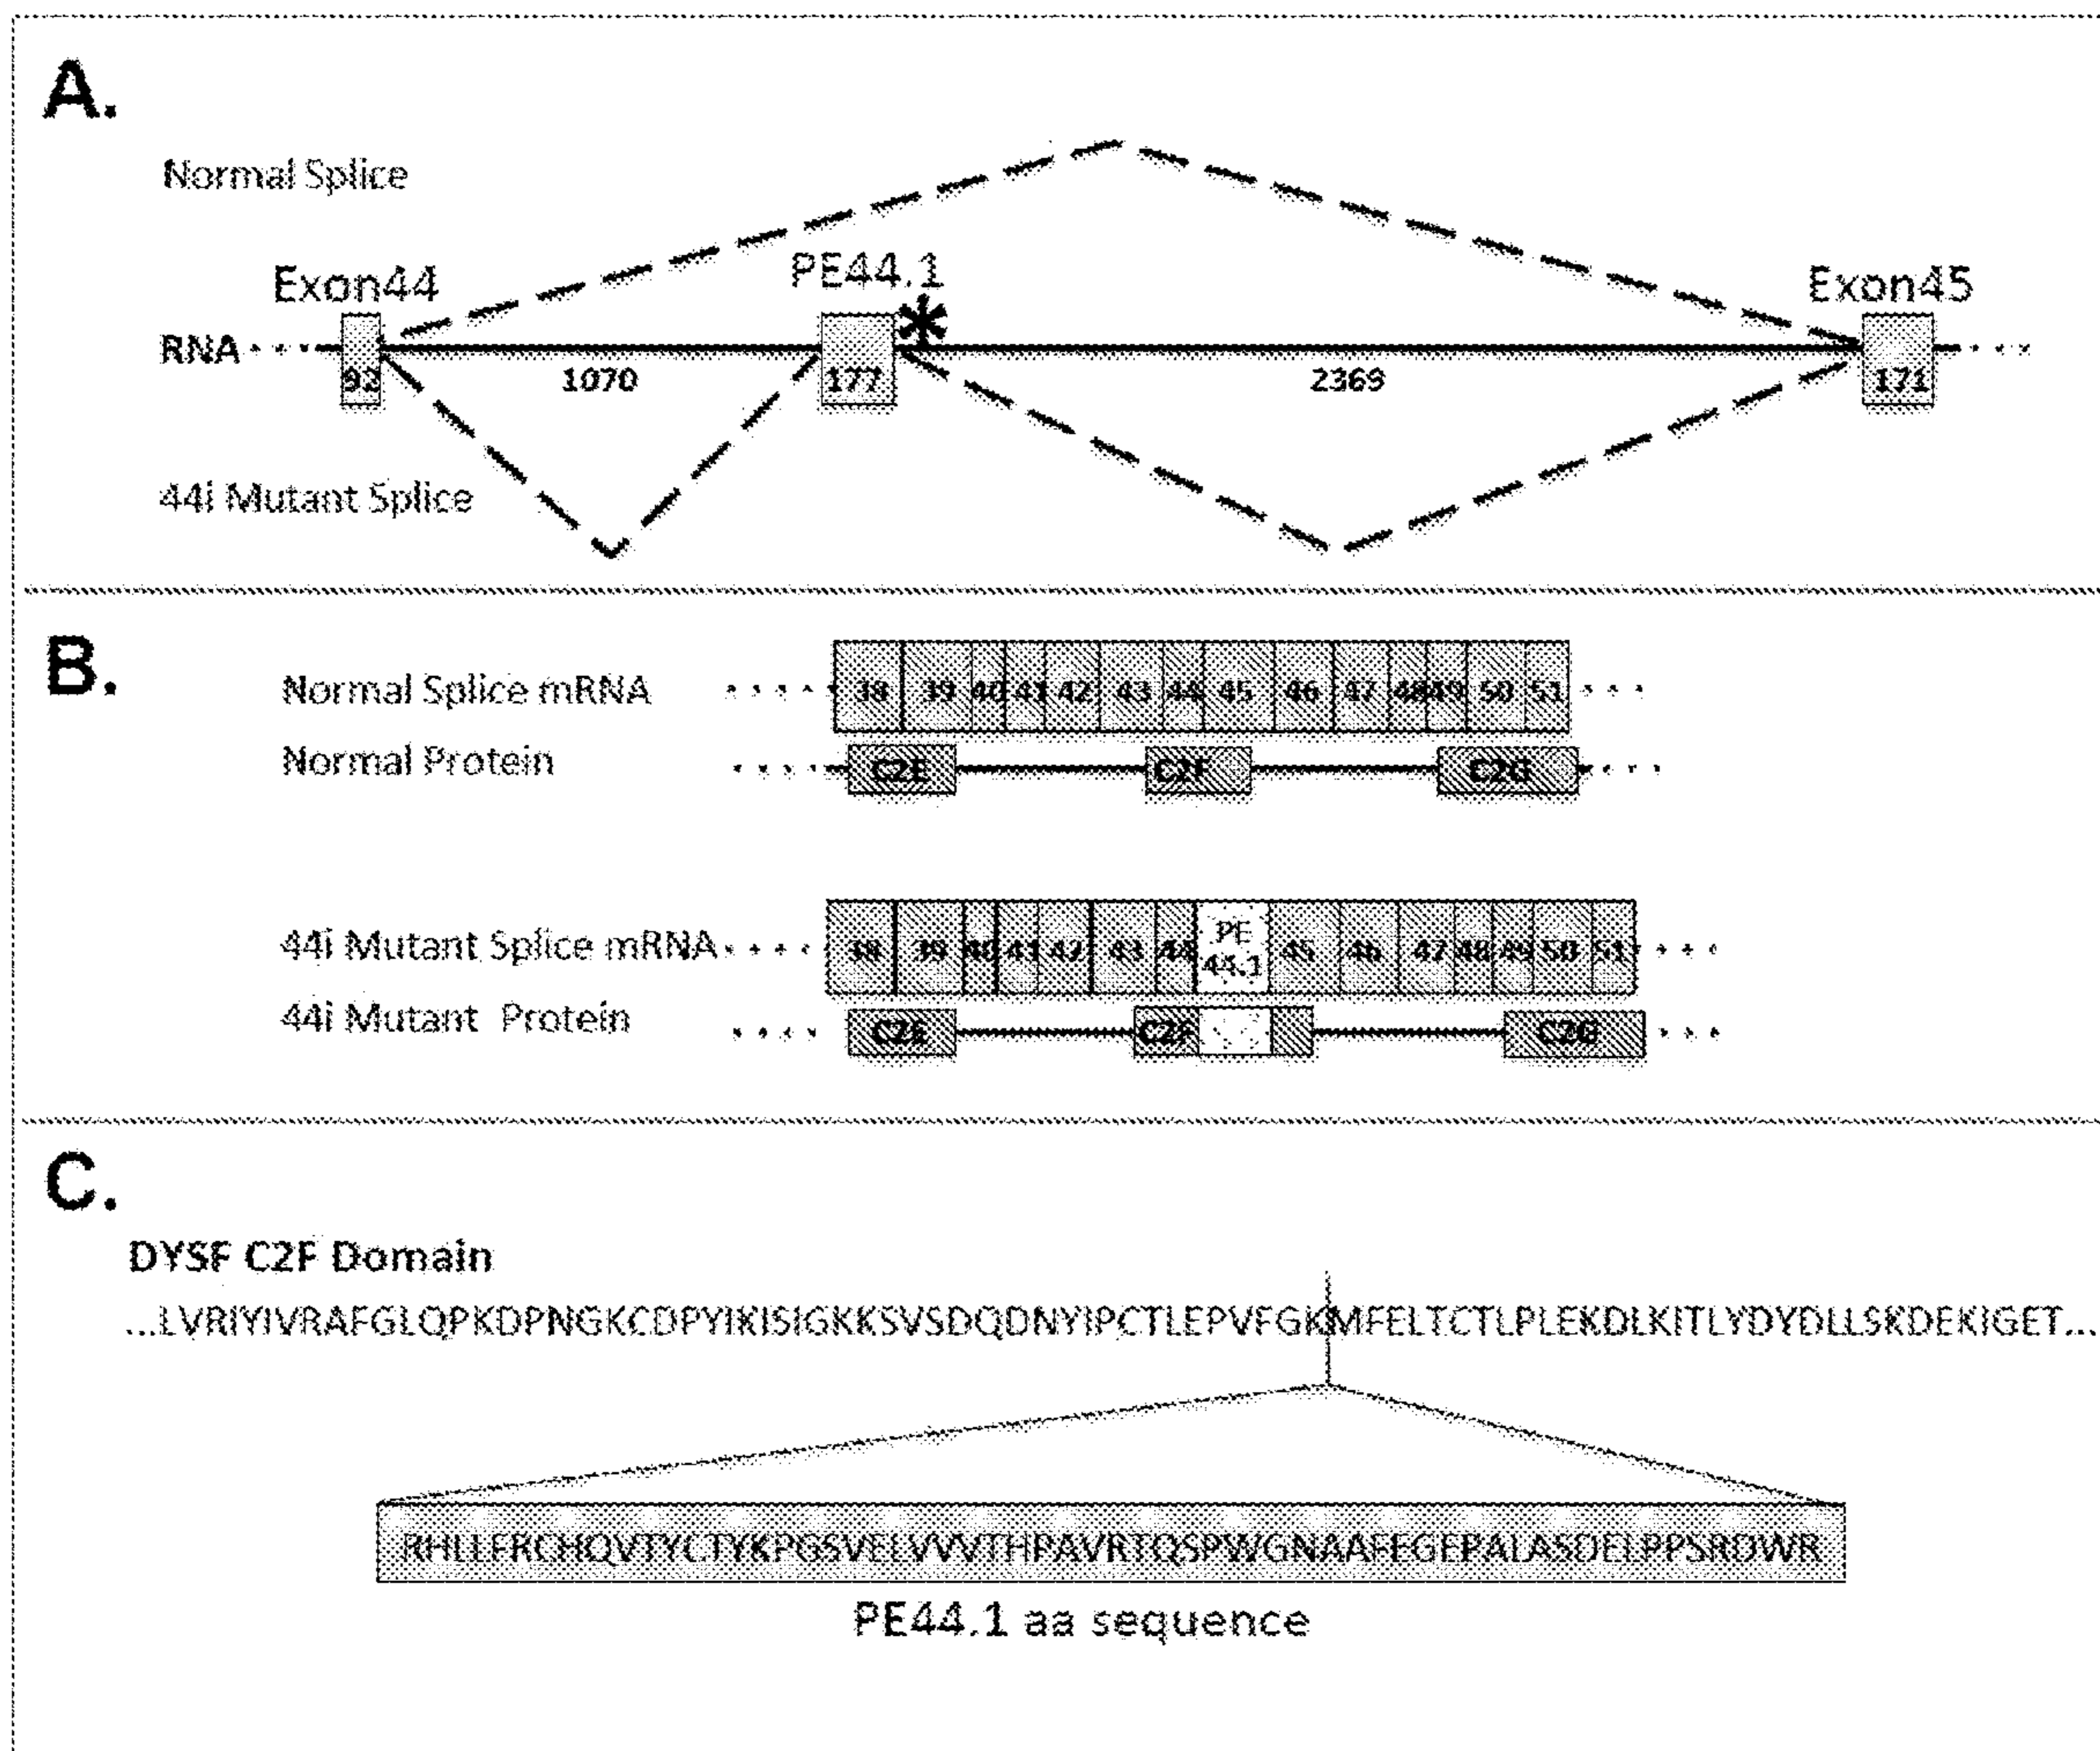 A.
Normal Splice
Exon44
PE44.1
Exon45
*
RNA
92
1070
177
2369
171
44i Mutant Splice
B.
Normal Splice mRNA
38 39 40 41 42 43 44 45 46 47 48 49 50 51
Normal Protein
C2E C2F C2G
44i Mutant Splice mRNA
38 39 40 41 42 43 44 PE 44.1 45 46 47 48 49 50 51
44i Mutant Protein
C2E C2F C2G
C.
DYSF C2F Domain
...LVRIYIVRAFGLQPKDPNGKCDPYIKISIGKKSVSDQDNYIPCTLEPVFGKMFELTCTLPLEKDLKITLYDYDLLSKDEKIGET...
RHLLFRCHQVTYCTYKPGSVELVVVTHPAVRTQSPWGNAAFEGEPALASDELPPSRDWR
PE44.1 aa sequence